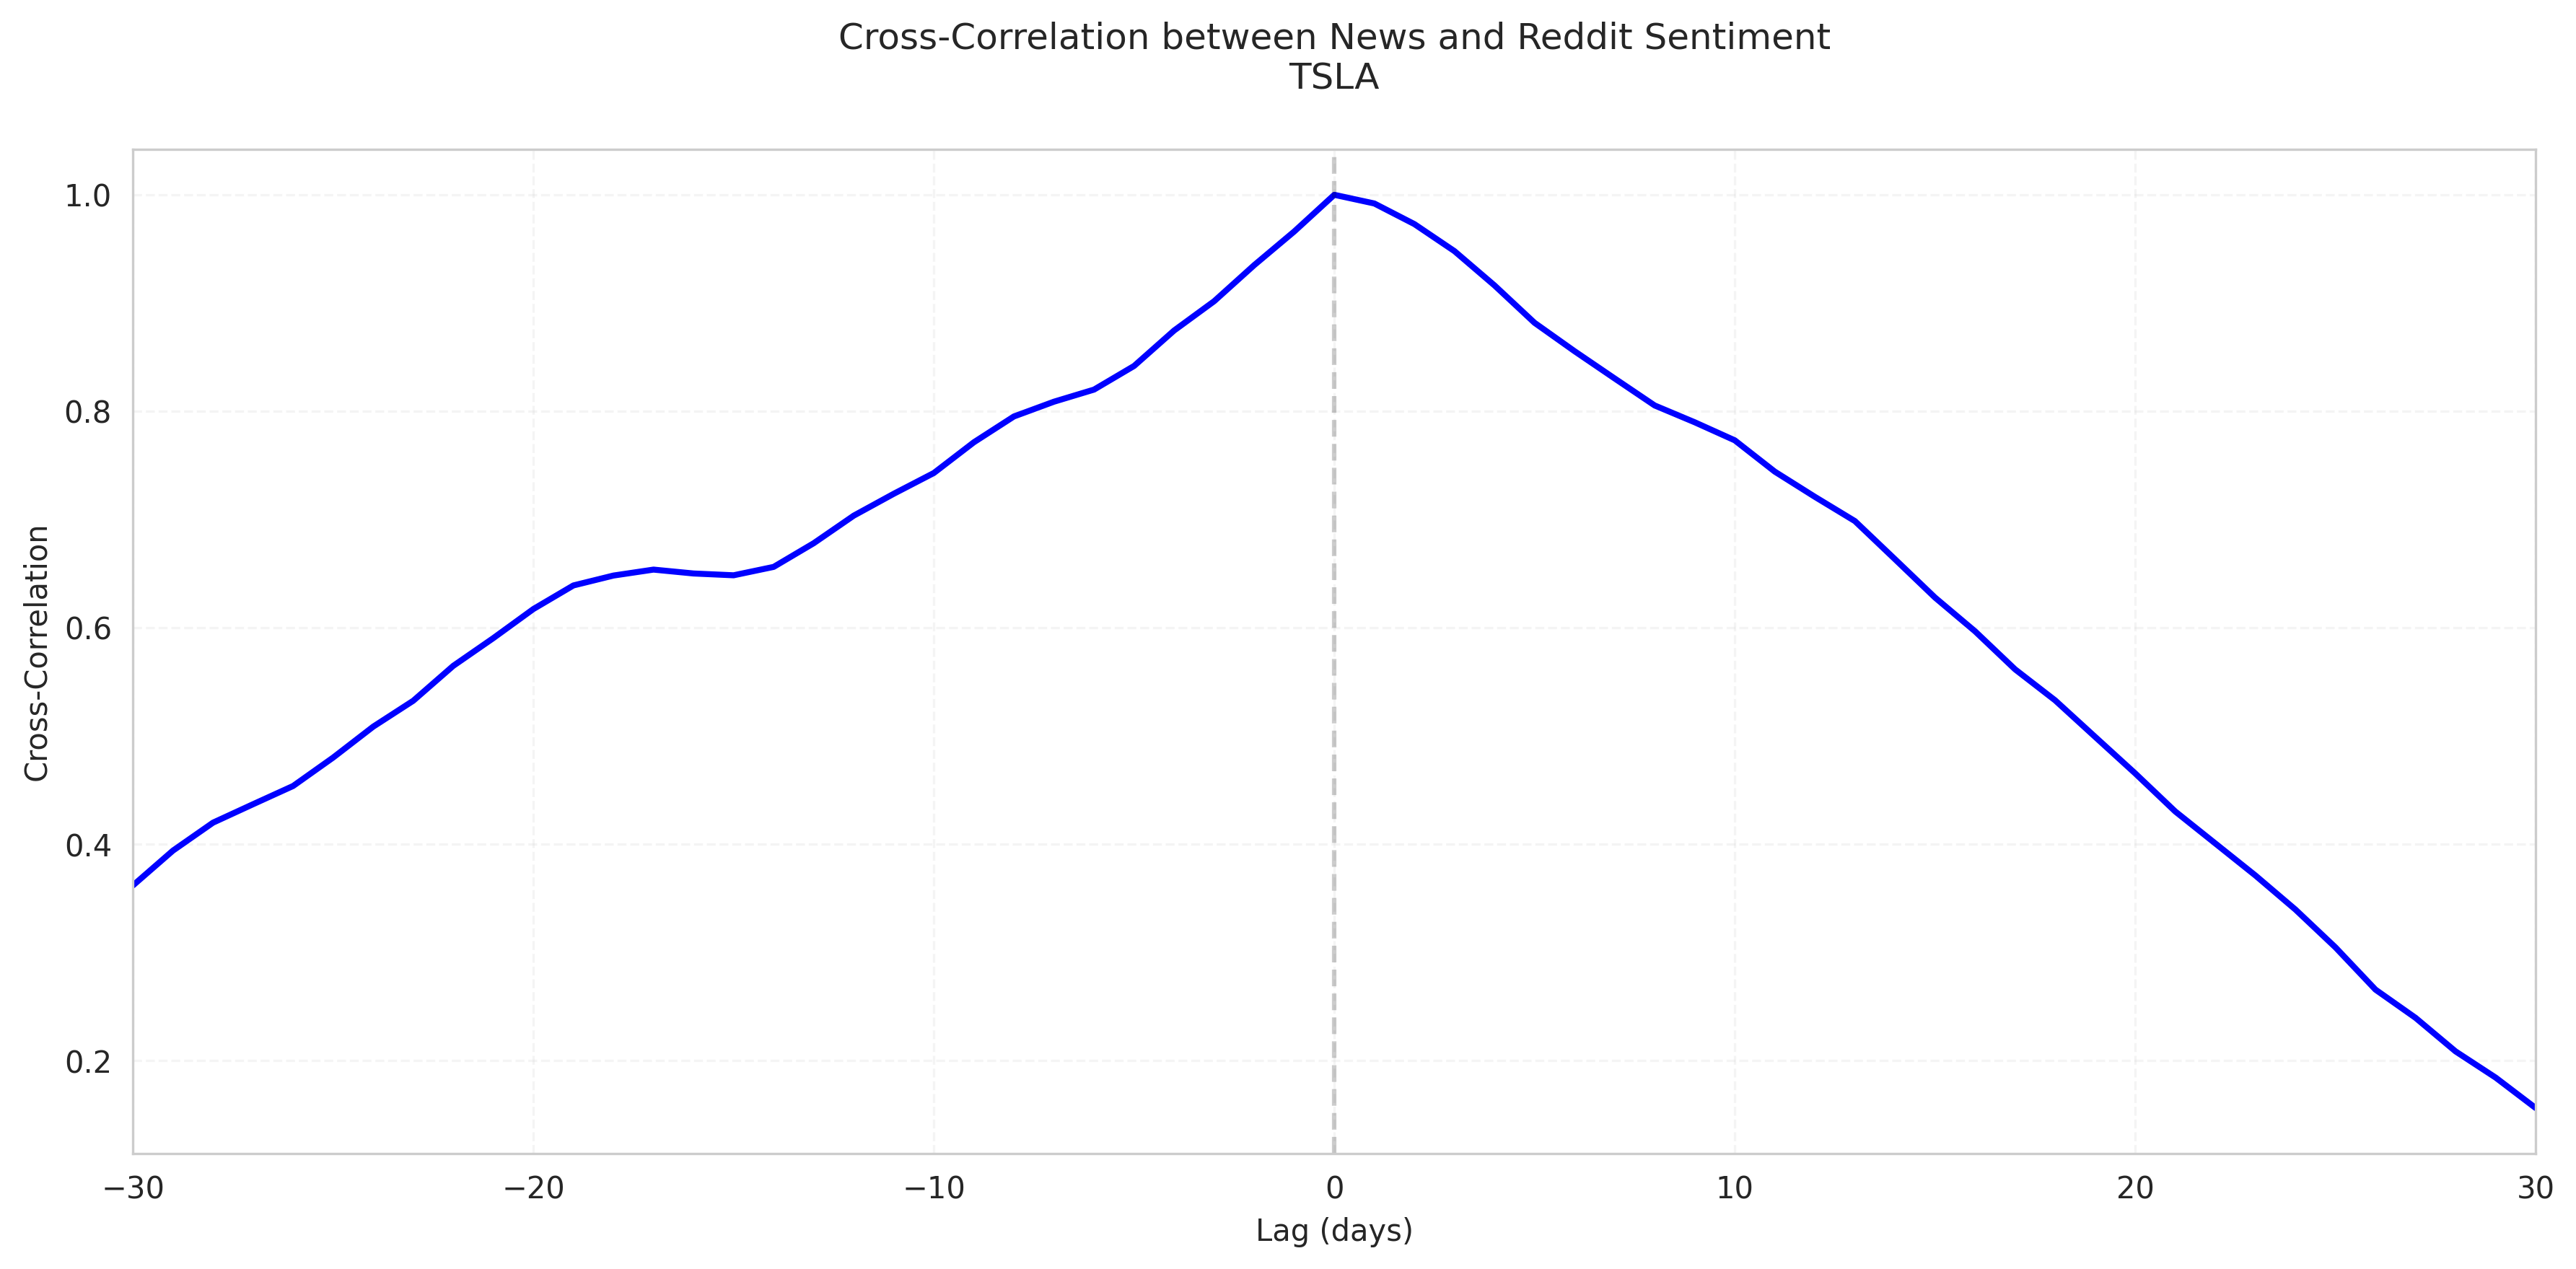 Cross-Correlation between News and Reddit Sentiment
TSLA
Cross-Correlation
1.0
0.8
0.6
0.4
0.2
−30 −20 −10 0 10 20 30
Lag (days)